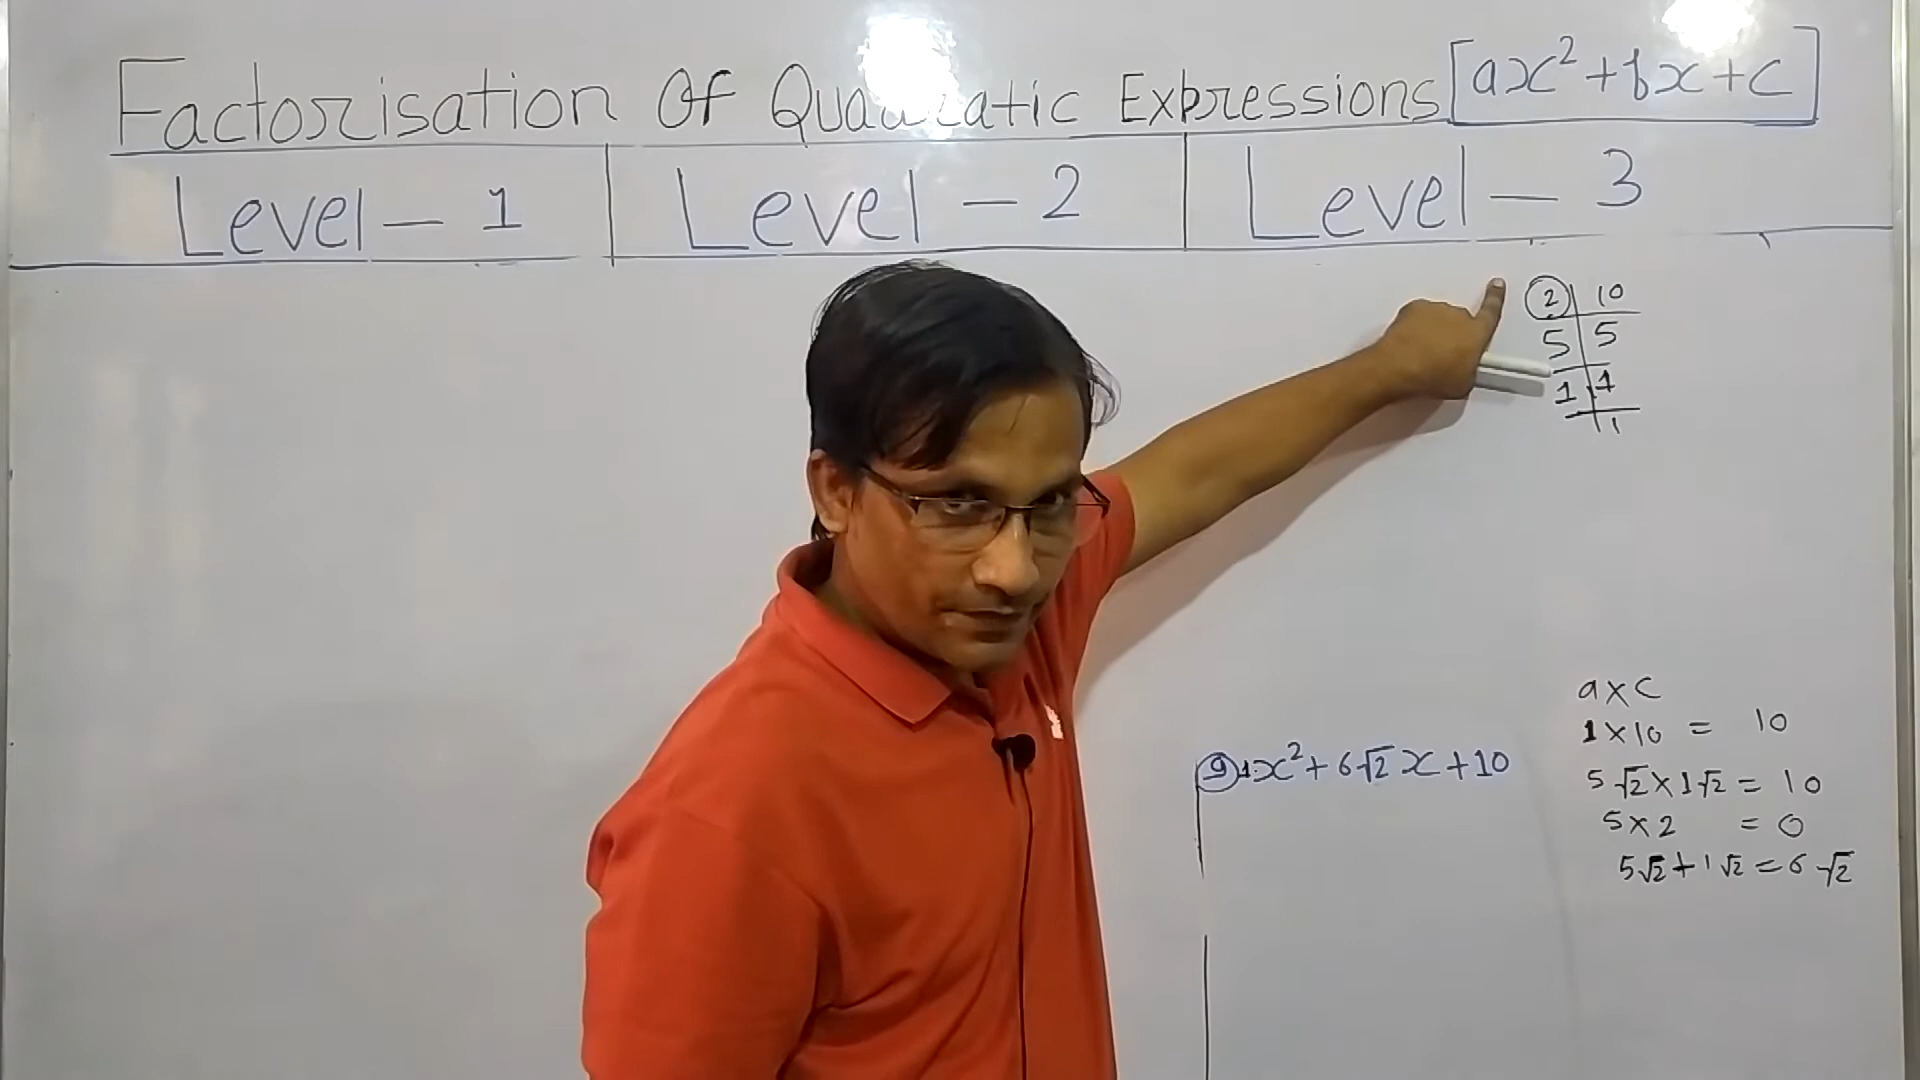 Factorisation Of Quadratic Expressions [ax²+bx+c]
Level - 1
Level - 2
Level - 3
2 | 10
5 | 5
1 | 1
1
a x c
1 x 10 = 10
9 1x² + 6√2 x + 10
5√2 x 1√2 = 10
5 x 2 = 0
5√2 + 1√2 = 6√2